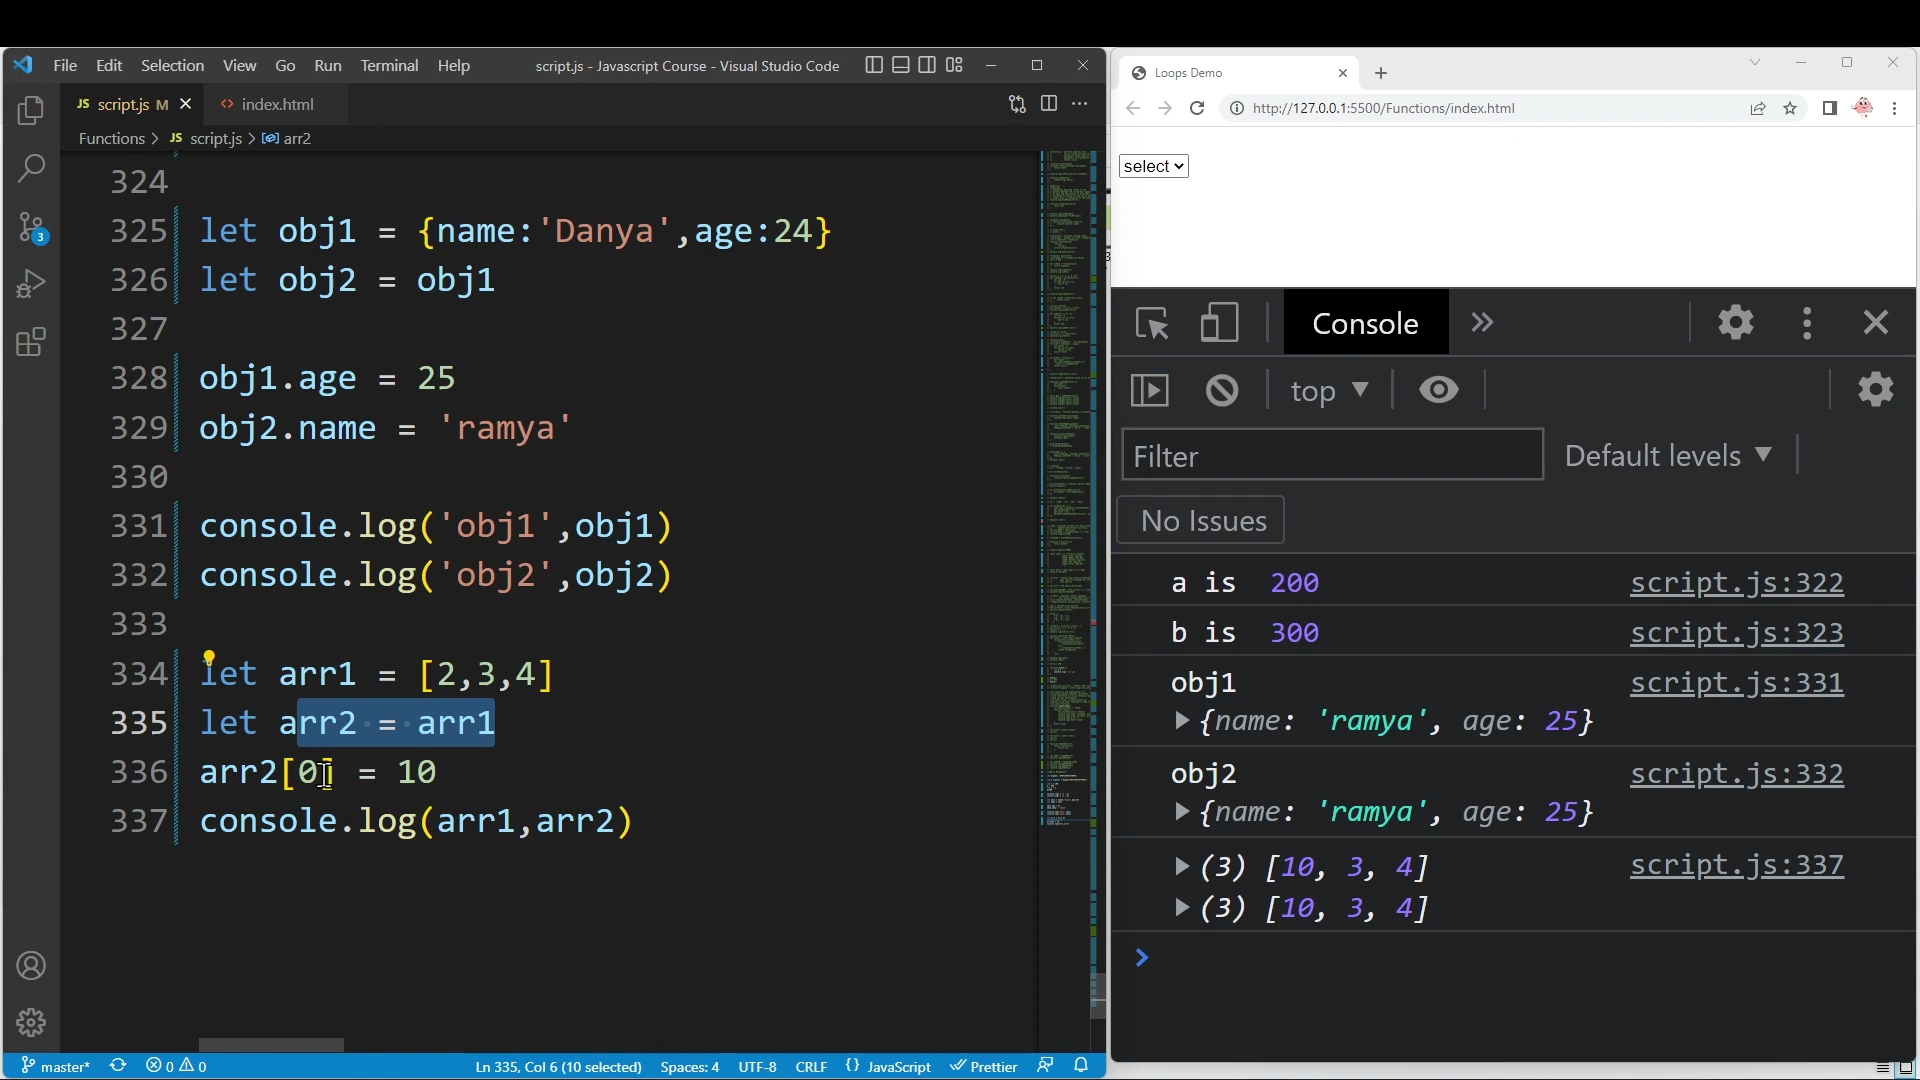 File Edit Selection View Go Run Terminal Help script.js - Javascript Course - Visual Studio Code
JS script.js M index.html
Functions > JS script.js > arr2
324
325 let obj1 = {name:'Danya',age:24}
326 let obj2 = obj1
327
328 obj1.age = 25
329 obj2.name = 'ramya'
330
331 console.log('obj1',obj1)
332 console.log('obj2',obj2)
333
334 let arr1 = [2,3,4]
335 let arr2 = arr1
336 arr2[0] = 10
337 console.log(arr1,arr2)
3
master* 0 0 Ln 335, Col 6 (10 selected) Spaces: 4 UTF-8 CRLF {} JavaScript Prettier
Loops Demo
http://127.0.0.1:5500/Functions/index.html
select
Console
top
Filter Default levels
No Issues
a is 200 script.js:322
b is 300 script.js:323
obj1 script.js:331
{name: 'ramya', age: 25}
obj2 script.js:332
{name: 'ramya', age: 25}
(3) [10, 3, 4] script.js:337
(3) [10, 3, 4]